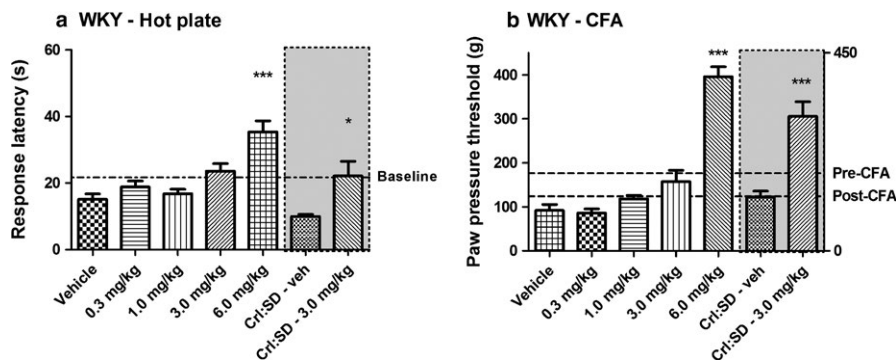 a WKY - Hot plate
Response latency (s)
60
40
20
0
***
*
Baseline
Vehicle
0.3 mg/kg
1.0 mg/kg
3.0 mg/kg
6.0 mg/kg
Crl:SD - veh
Crl:SD - 3.0 mg/kg
b WKY - CFA
Paw pressure threshold (g)
400
300
200
100
0
***
***
450
Pre-CFA
Post-CFA
0
Vehicle
0.3 mg/kg
1.0 mg/kg
3.0 mg/kg
6.0 mg/kg
Crl:SD - veh
Crl:SD - 3.0 mg/kg